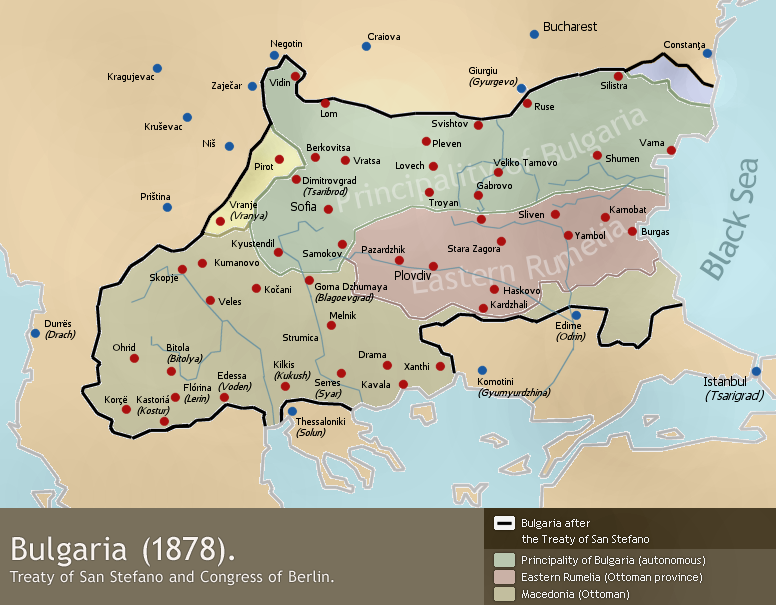 Craiova
Bucharest
Negotin
Constanţa
Kragujevac
Zaječar
Vidin
Giurgiu
(Gyurgevo)
Silistra
Lom
Ruse
Kruševac
Svishtov
Niš
Pleven
Varna
Berkovitsa
Vratsa
Shumen
Pirot
Lovech
Veliko Tarnovo
Dimitrovgrad
(Tsaribrod)
Gabrovo
Principality of Bulgaria
Priština
Vranje
(Vranya)
Sofia
Troyan
Sliven
Karnobat
Burgas
Kyustendil
Samokov
Pazardzhik
Stara Zagora
Yambol
Black Sea
Skopje
Kumanovo
Plovdiv
Eastern Rumelia
Kočani
Gorna Dzhumaya
(Blagoevgrad)
Haskovo
Veles
Kardzhali
Melnik
Durrës
(Drach)
Edirne
(Odrin)
Strumica
Ohrid
Bitola
(Bitolya)
Drama
Kilkis
(Kukush)
Xanthi
Edessa
(Voden)
Serres
(Syar)
Kavala
Komotini
(Gyumyurdzhina)
Istanbul
(Tsarigrad)
Korçë
Kastoria
(Kostur)
Flórina
(Lerin)
Thessaloniki
(Solun)
Bulgaria (1878).
Treaty of San Stefano and Congress of Berlin.
Bulgaria after
the Treaty of San Stefano
Principality of Bulgaria (autonomous)
Eastern Rumelia (Ottoman province)
Macedonia (Ottoman)